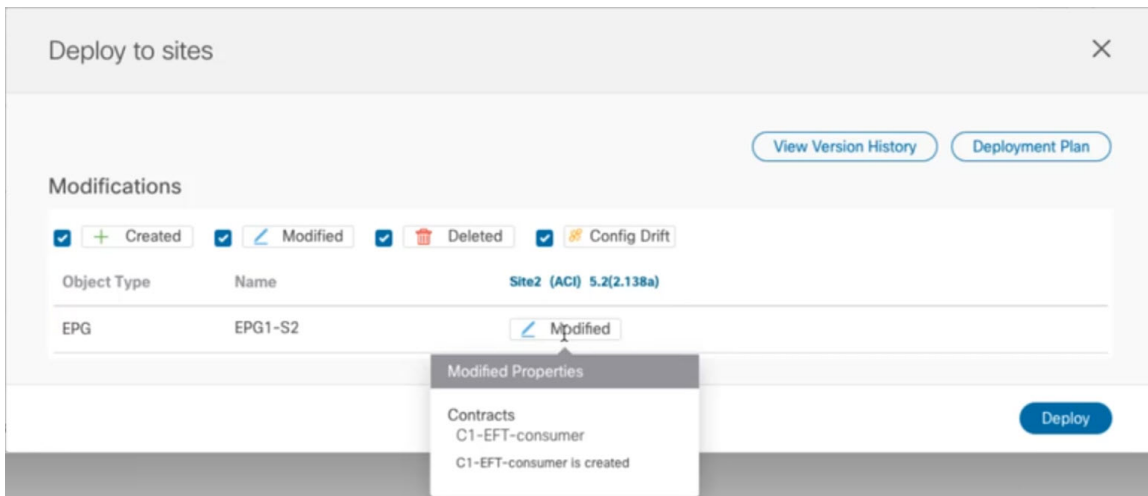 Deploy to sites
View Version History
Deployment Plan
Modifications
Created
Modified
Deleted
Config Drift
Object Type
Name
Site2 (ACI) 5.2(2.138a)
EPG
EPG1-S2
Modified
Modified Properties
Contracts
C1-EFT-consumer
C1-EFT-consumer is created
Deploy